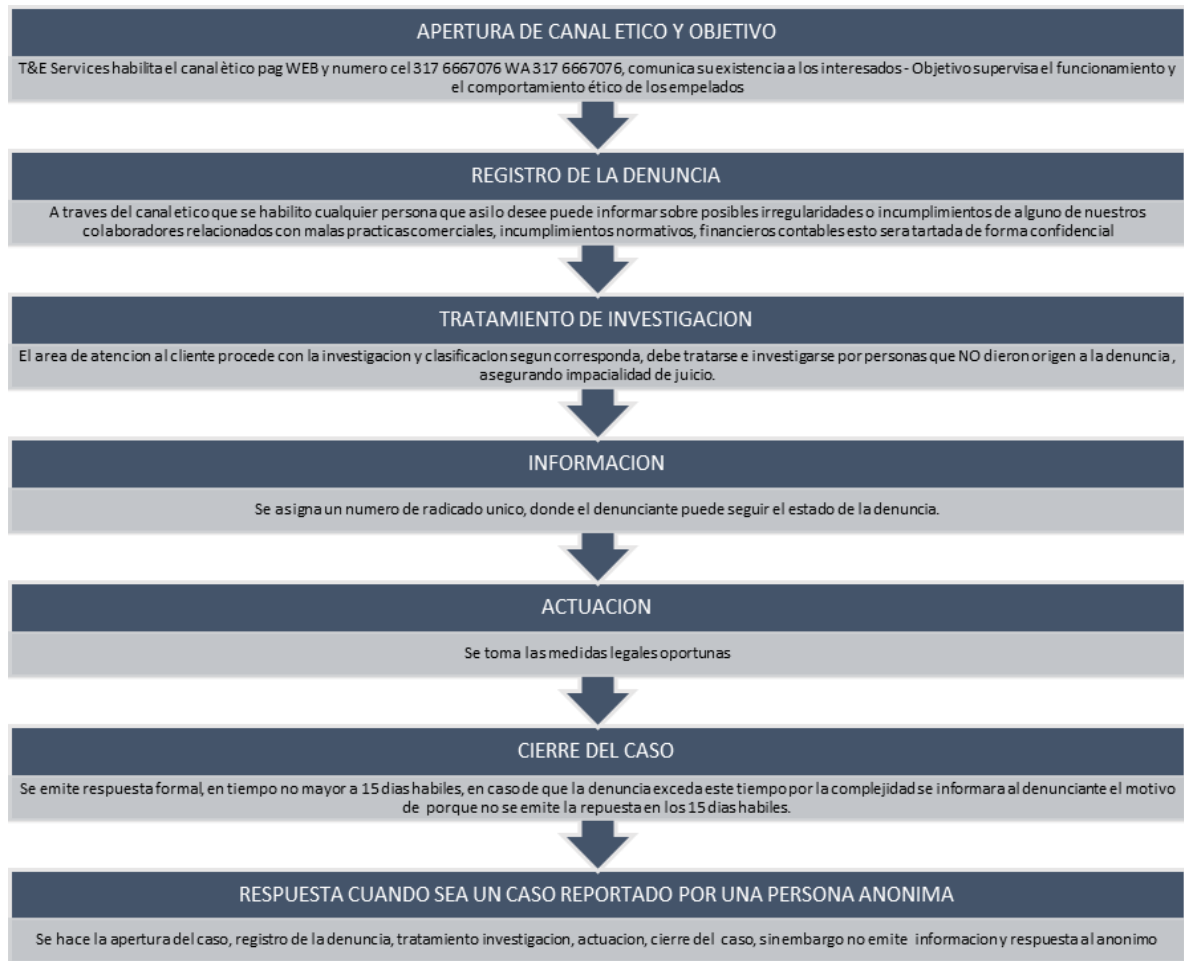 APERTURA DE CANAL ETICO Y OBJETIVO
T&E Services habilita el canal ètico pag WEB y numero cel 317 6667076 WA 317 6667076, comunica su existencia a los interesados - Objetivo supervisa el funcionamiento y
el comportamiento ético de los empelados
REGISTRO DE LA DENUNCIA
A traves del canal etico que se habilito cualquier persona que asi lo desee puede informar sobre posibles irregularidades o incumplimientos de alguno de nuestros
colaboradores relacionados con malas practicas comerciales, incumplimientos normativos, financieros contables esto sera tartada de forma confidencial
TRATAMIENTO DE INVESTIGACION
El area de atencion al cliente procede con la investigacion y clasificacion segun corresponda, debe tratarse e investigarse por personas que NO dieron origen a la denuncia ,
asegurando impacialidad de juicio.
INFORMACION
Se asigna un numero de radicado unico, donde el denunciante puede seguir el estado de la denuncia.
ACTUACION
Se toma las medidas legales oportunas
CIERRE DEL CASO
Se emite respuesta formal, en tiempo no mayor a 15 dias habiles, en caso de que la denuncia exceda este tiempo por la complejidad se informara al denunciante el motivo
de porque no se emite la repuesta en los 15 dias habiles.
RESPUESTA CUANDO SEA UN CASO REPORTADO POR UNA PERSONA ANONIMA
Se hace la apertura del caso, registro de la denuncia, tratamiento investigacion, actuacion, cierre del caso, sin embargo no emite informacion y respuesta al anonimo